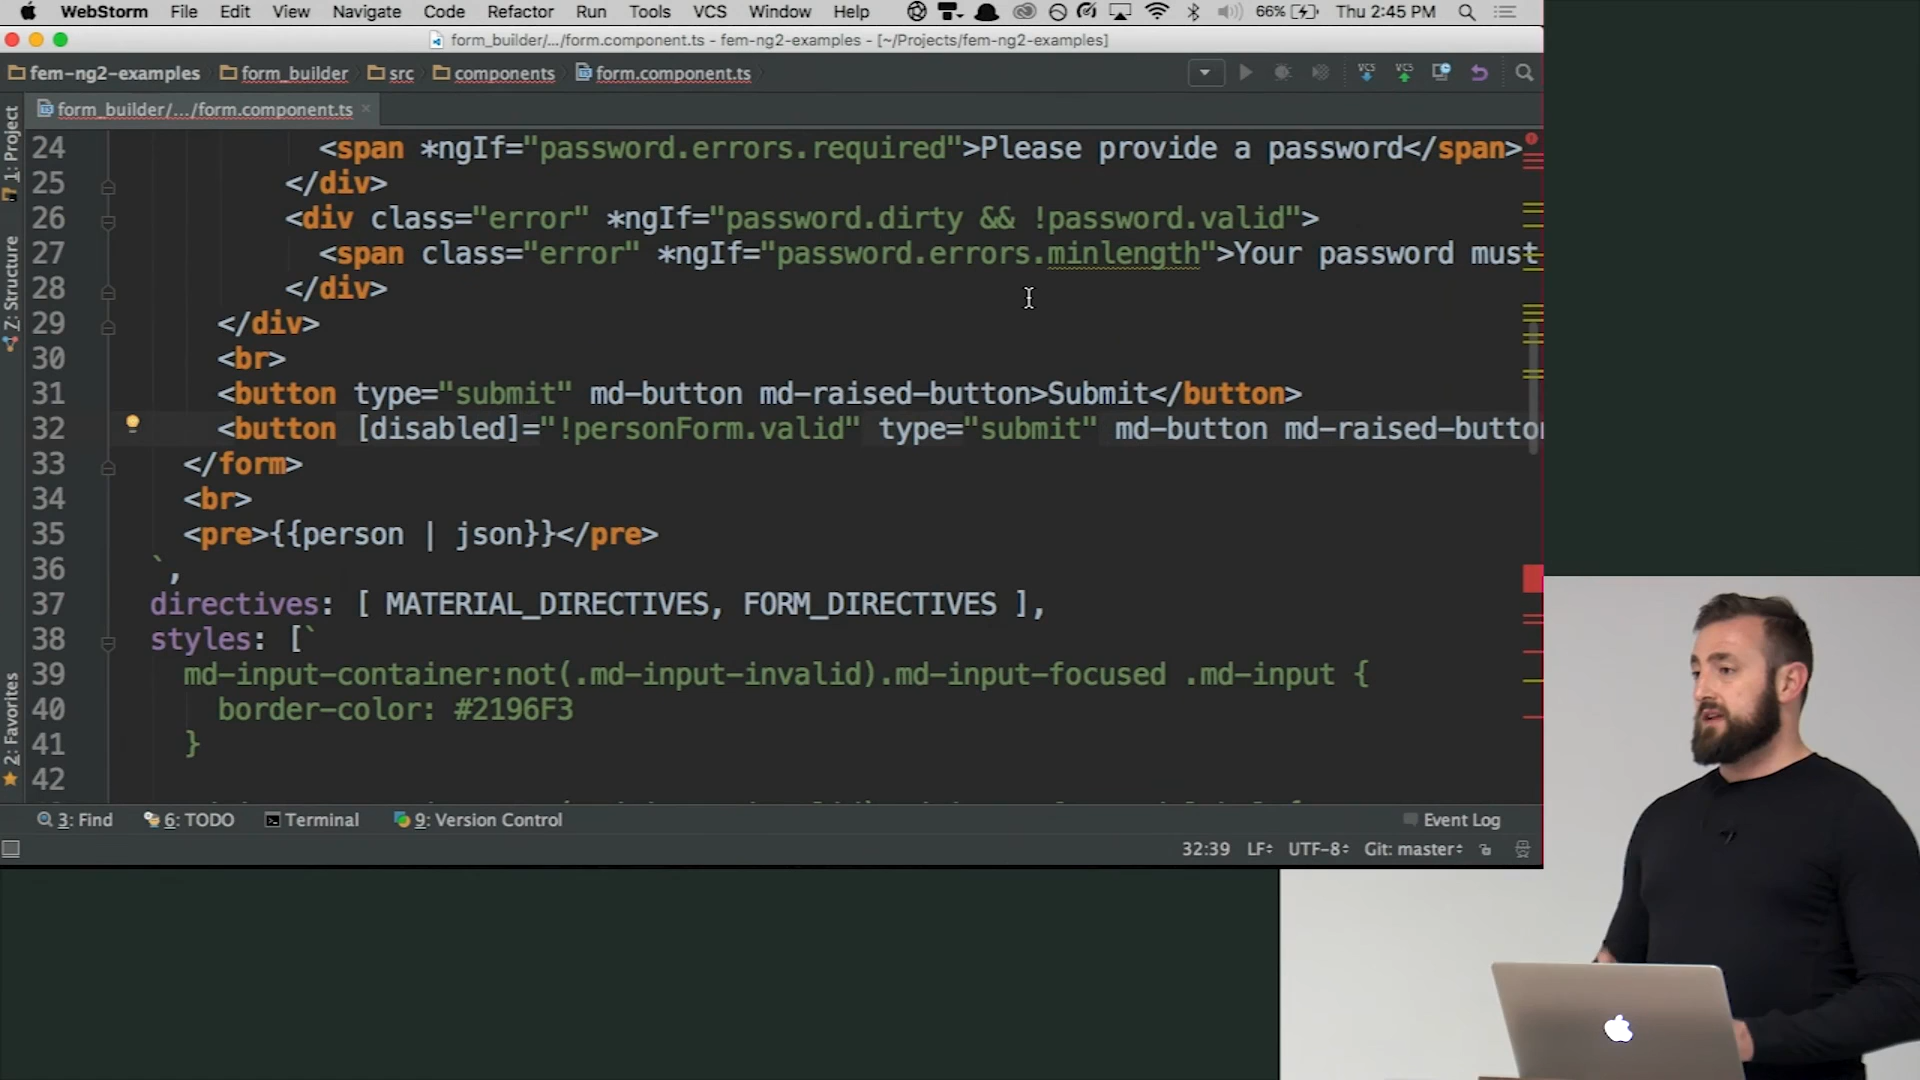 WebStorm File Edit View Navigate Code Refactor Run Tools VCS Window Help 66% Thu 2:45 PM
form_builder/.../form.component.ts - fem-ng2-examples - [~/Projects/fem-ng2-examples]
fem-ng2-examples form_builder src components form.component.ts VCS VCS
form_builder/.../form.component.ts
1: Project
Z: Structure
2: Favorites
24 <span *ngIf="password.errors.required">Please provide a password</span>
25 </div>
26 <div class="error" *ngIf="password.dirty && !password.valid">
27 <span class="error" *ngIf="password.errors.minlength">Your password must
28 </div>
29 </div>
30 <br>
31 <button type="submit" md-button md-raised-button>Submit</button>
32 <button [disabled]="!personForm.valid" type="submit" md-button md-raised-butto
33 </form>
34 <br>
35 <pre>{{person | json}}</pre>
36 `,
37 directives: [ MATERIAL_DIRECTIVES, FORM_DIRECTIVES ],
38 styles: [`
39 md-input-container:not(.md-input-invalid).md-input-focused .md-input {
40 border-color: #2196F3
41 }
42
3: Find 6: TODO Terminal 9: Version Control Event Log
32:39 LF UTF-8 Git: master